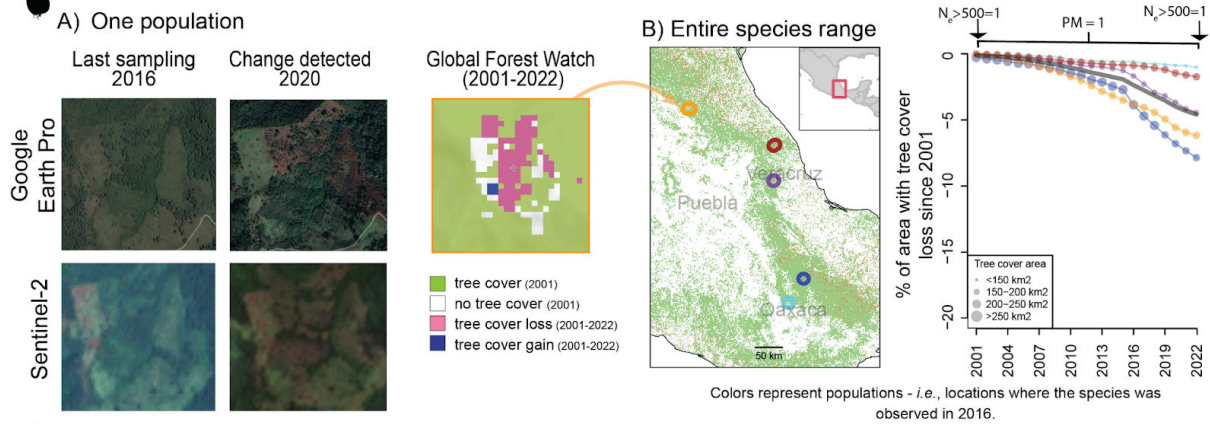 A) One population
Last sampling
2016
Change detected
2020
Google
Earth Pro
Sentinel-2
Global Forest Watch
(2001-2022)
tree cover (2001)
no tree cover (2001)
tree cover loss (2001-2022)
tree cover gain (2001-2022)
B) Entire species range
Veracruz
Puebla
Oaxaca
50 km
Ne>500=1
PM = 1
Ne>500=1
% of area with tree cover
loss since 2001
0
−5
−10
−15
−20
Tree cover area
<150 km2
150−200 km2
200−250 km2
>250 km2
2001
2004
2007
2010
2013
2016
2019
2022
Colors represent populations - i.e., locations where the species was
observed in 2016.